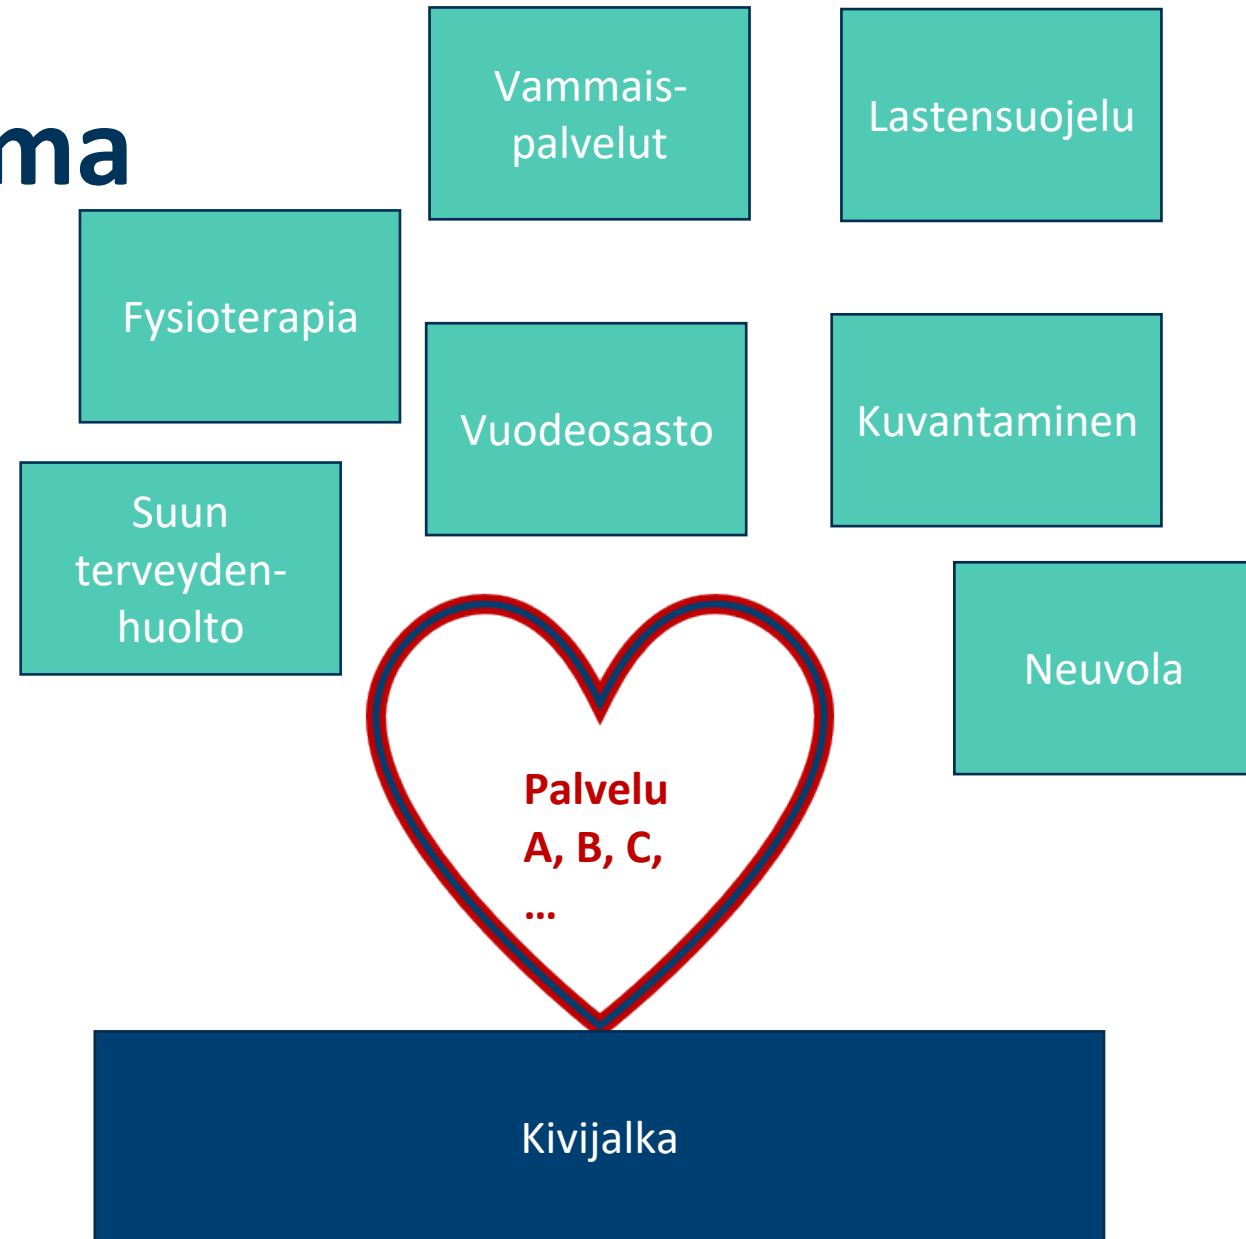 ma
Vammais-
palvelut
Lastensuojelu
Fysioterapia
Vuodeosasto
Kuvantaminen
Suun
terveyden-
huolto
Neuvola
Palvelu
A, B, C,
…
Kivijalka